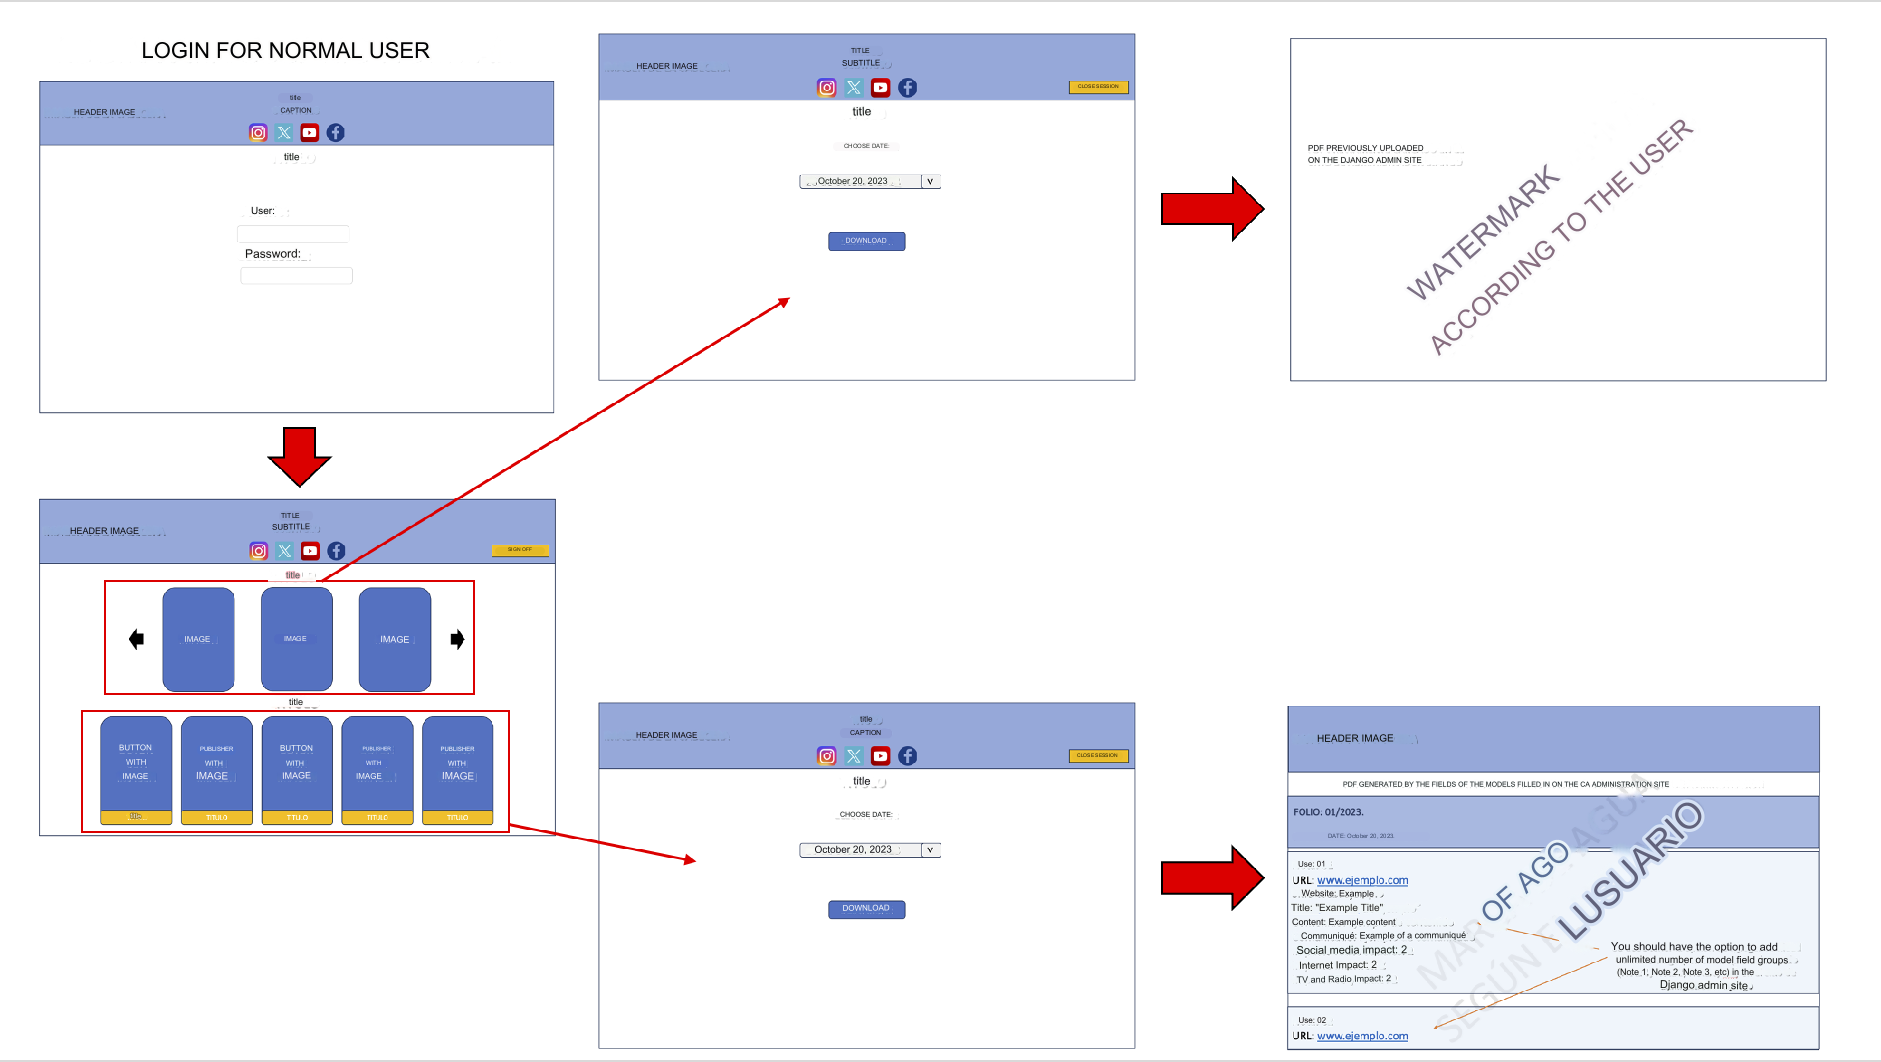 LOGIN FOR NORMAL USER
title
CAPTION
HEADER IMAGE
title
User:
Password:
TITLE
SUBTITLE
HEADER IMAGE
CLOSE SESSION
title
CHOOSE DATE:
October 20, 2023
V
DOWNLOAD
PDF PREVIOUSLY UPLOADED
ON THE DJANGO ADMIN SITE
WATERMARK
ACCORDING TO THE USER
TITLE
SUBTITLE
HEADER IMAGE
SIGN OFF
title
IMAGE
IMAGE
IMAGE
title
BUTTON
WITH
IMAGE
title
PUBLISHER
WITH
IMAGE
TITULO
BUTTON
WITH
IMAGE
TITULO
PUBLISHER
WITH
IMAGE
TITULO
PUBLISHER
WITH
IMAGE
TITULO
title
CAPTION
HEADER IMAGE
CLOSE SESSION
title
CHOOSE DATE:
October 20, 2023
V
DOWNLOAD
HEADER IMAGE
PDF GENERATED BY THE FIELDS OF THE MODELS FILLED IN ON THE CA ADMINISTRATION SITE
FOLIO: 01/2023.
DATE: October 20, 2023.
Use: 01
URL: www.ejemplo.com
Website: Example
Title: "Example Title"
Content: Example content
Communiqué: Example of a communiqué
Social media impact: 2
Internet Impact: 2
TV and Radio Impact: 2
MAR OF AGO AGUA
SEGÚN E LUSUARIO
You should have the option to add
unlimited number of model field groups
(Note 1, Note 2, Note 3, etc) in the
Django admin site
Use: 02
URL: www.ejemplo.com